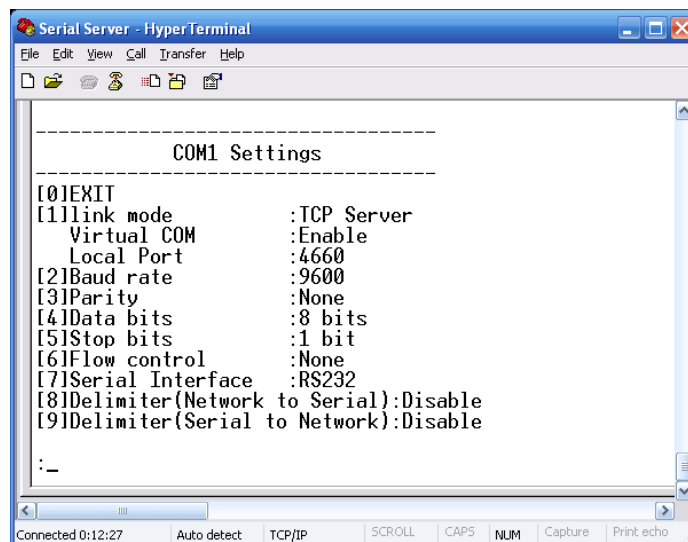 Serial Server - HyperTerminal
File Edit View Call Transfer Help
COM1 Settings
[0]EXIT
[1]link mode :TCP Server
Virtual COM :Enable
Local Port :4660
[2]Baud rate :9600
[3]Parity :None
[4]Data bits :8 bits
[5]Stop bits :1 bit
[6]Flow control :None
[7]Serial Interface :RS232
[8]Delimiter(Network to Serial):Disable
[9]Delimiter(Serial to Network):Disable
:_
Connected 0:12:27 Auto detect TCP/IP SCROLL CAPS NUM Capture Print echo